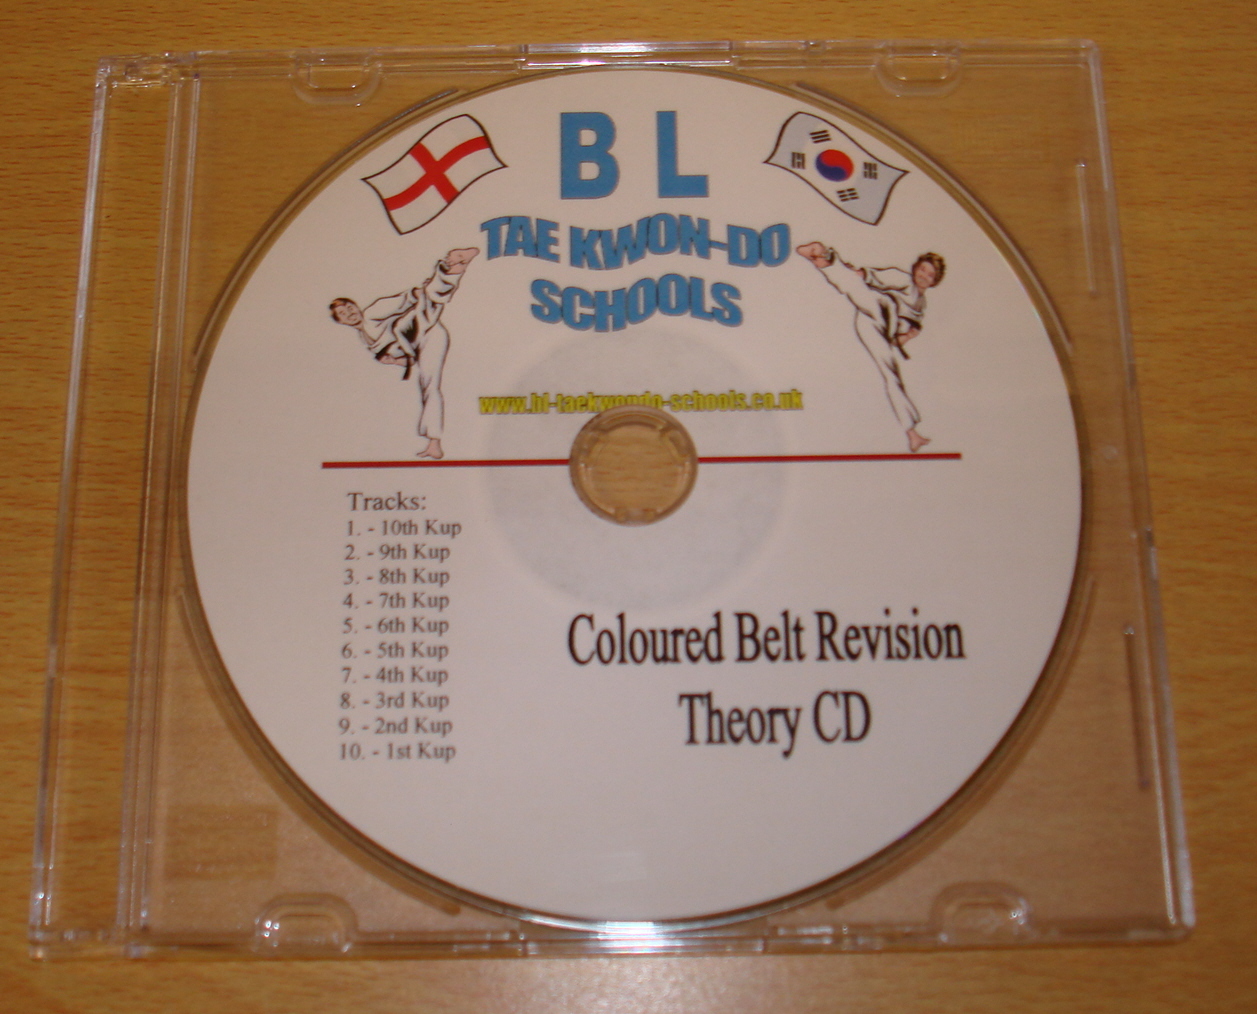 B L
TAE KWON-DO
SCHOOLS
www.bl-taekwondo-schools.co.uk
Tracks:
1. - 10th Kup
2. - 9th Kup
3. - 8th Kup
4. - 7th Kup
5. - 6th Kup
6. - 5th Kup
7. - 4th Kup
8. - 3rd Kup
9. - 2nd Kup
10. - 1st Kup
Coloured Belt Revision
Theory CD